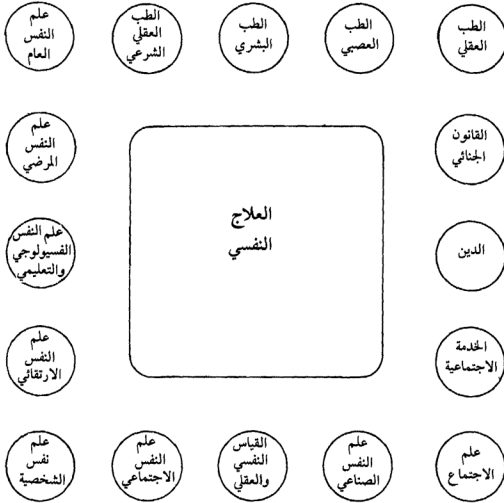 الطب
العقلي
الطب
العصبي
الطب
البشري
الطب
العقلي
الشرعي
علم
النفس
العام
القانون
الجنائي
علم
النفس
المرضي
العلاج
النفسي
الدين
علم النفس
الفسيولوجي
والتعليمي
الخدمة
الاجتماعية
علم
النفس
الارتقائي
علم
الاجتماع
علم
النفس
الصناعي
القياس
النفسي
والعقلي
علم
النفس
الاجتماعي
علم
نفس
الشخصية